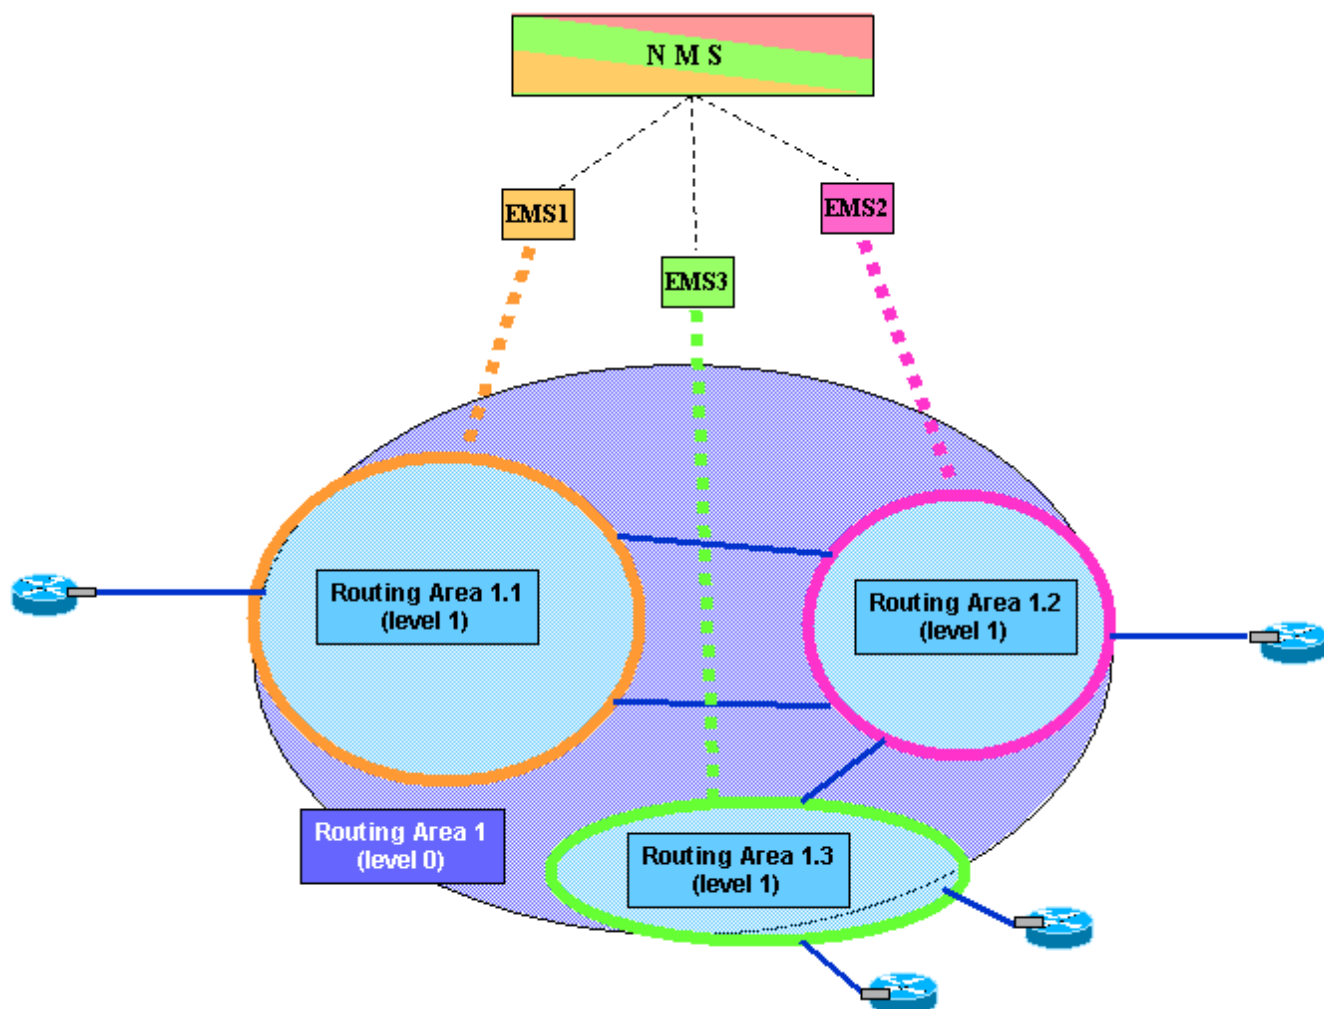 N M S
EMS1
EMS2
EMS3
Routing Area 1.1
(level 1)
Routing Area 1.2
(level 1)
Routing Area 1
(level 0)
Routing Area 1.3
(level 1)